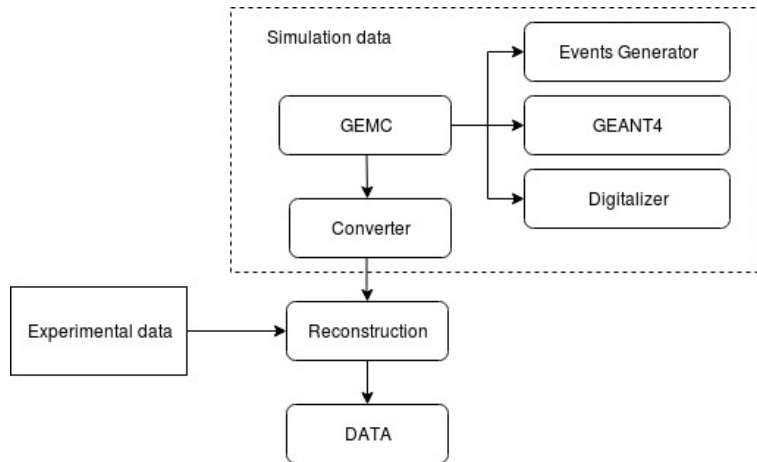 Simulation data
Events Generator
GEMC
GEANT4
Digitalizer
Converter
Experimental data
Reconstruction
DATA